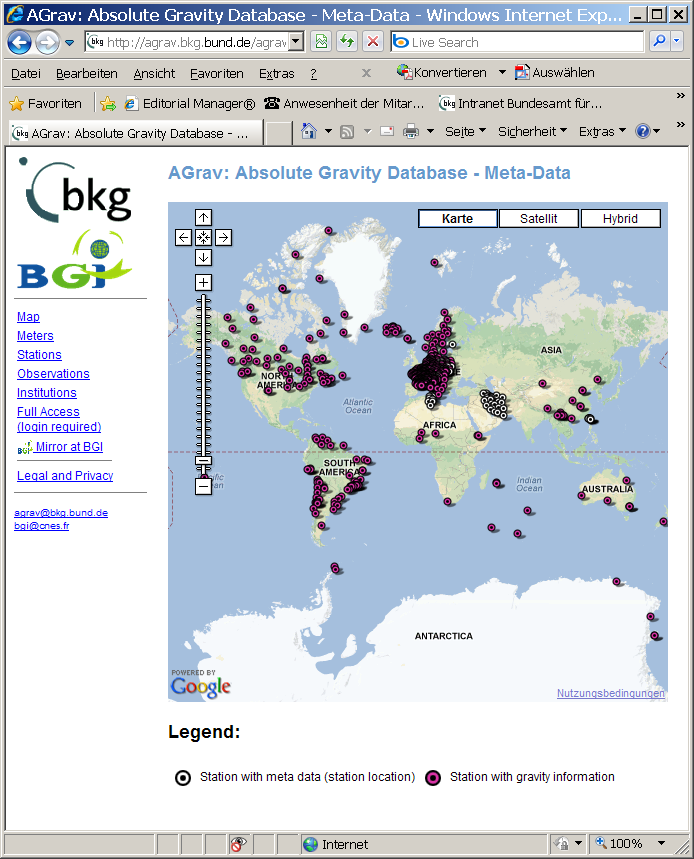 AGrav: Absolute Gravity Database - Meta-Data - Windows Internet Exp...
bkg http://agrav.bkg.bund.de/agrav
Live Search
Datei Bearbeiten Ansicht Favoriten Extras ? x Konvertieren Auswählen
Favoriten Editorial Manager® Anwesenheit der Mitar... bkg Intranet Bundesamt für... »
bkg AGrav: Absolute Gravity Database - ... Seite Sicherheit Extras »
bkg
BGI
Map
Meters
Stations
Observations
Institutions
Full Access
(login required)
BGI Mirror at BGI
Legal and Privacy
agrav@bkg.bund.de
bgi@cnes.fr
AGrav: Absolute Gravity Database - Meta-Data
Karte Satellit Hybrid
ASIA
NORTH
AMERICA
Atlantic
Ocean
AFRICA
SOUTH
AMERICA
Indian
Ocean
AUSTRALIA
ANTARCTICA
POWERED BY
Google
Nutzungsbedingungen
Legend:
Station with meta data (station location) Station with gravity information
Internet 100%